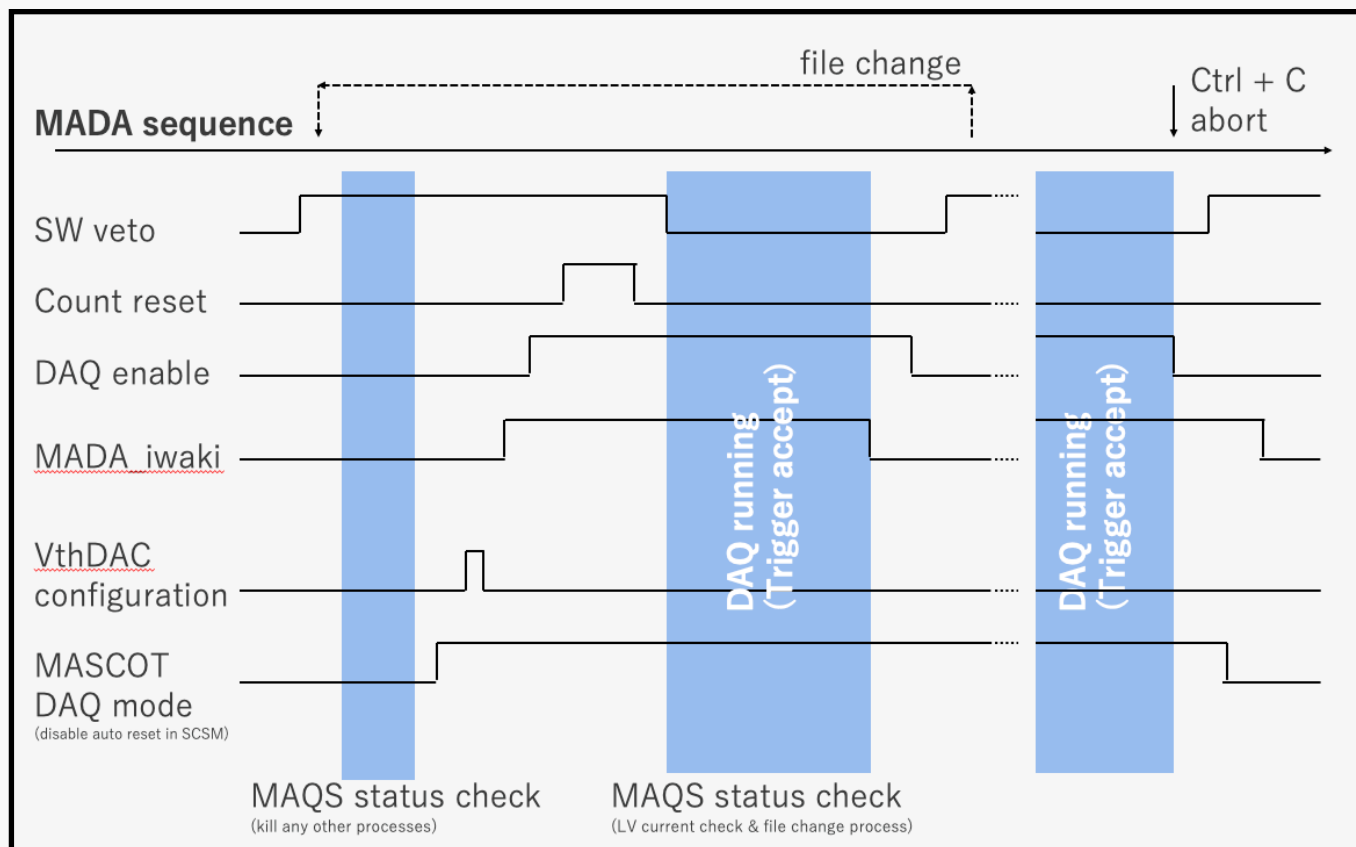 file change
Ctrl + C
abort
MADA sequence
SW veto
Count reset
DAQ enable
MADA_iwaki
VthDAC
configuration
MASCOT
DAQ mode
(disable auto reset in SCSM)
DAQ running
(Trigger accept)
DAQ running
(Trigger accept)
MAQS status check
(kill any other processes)
MAQS status check
(LV current check & file change process)